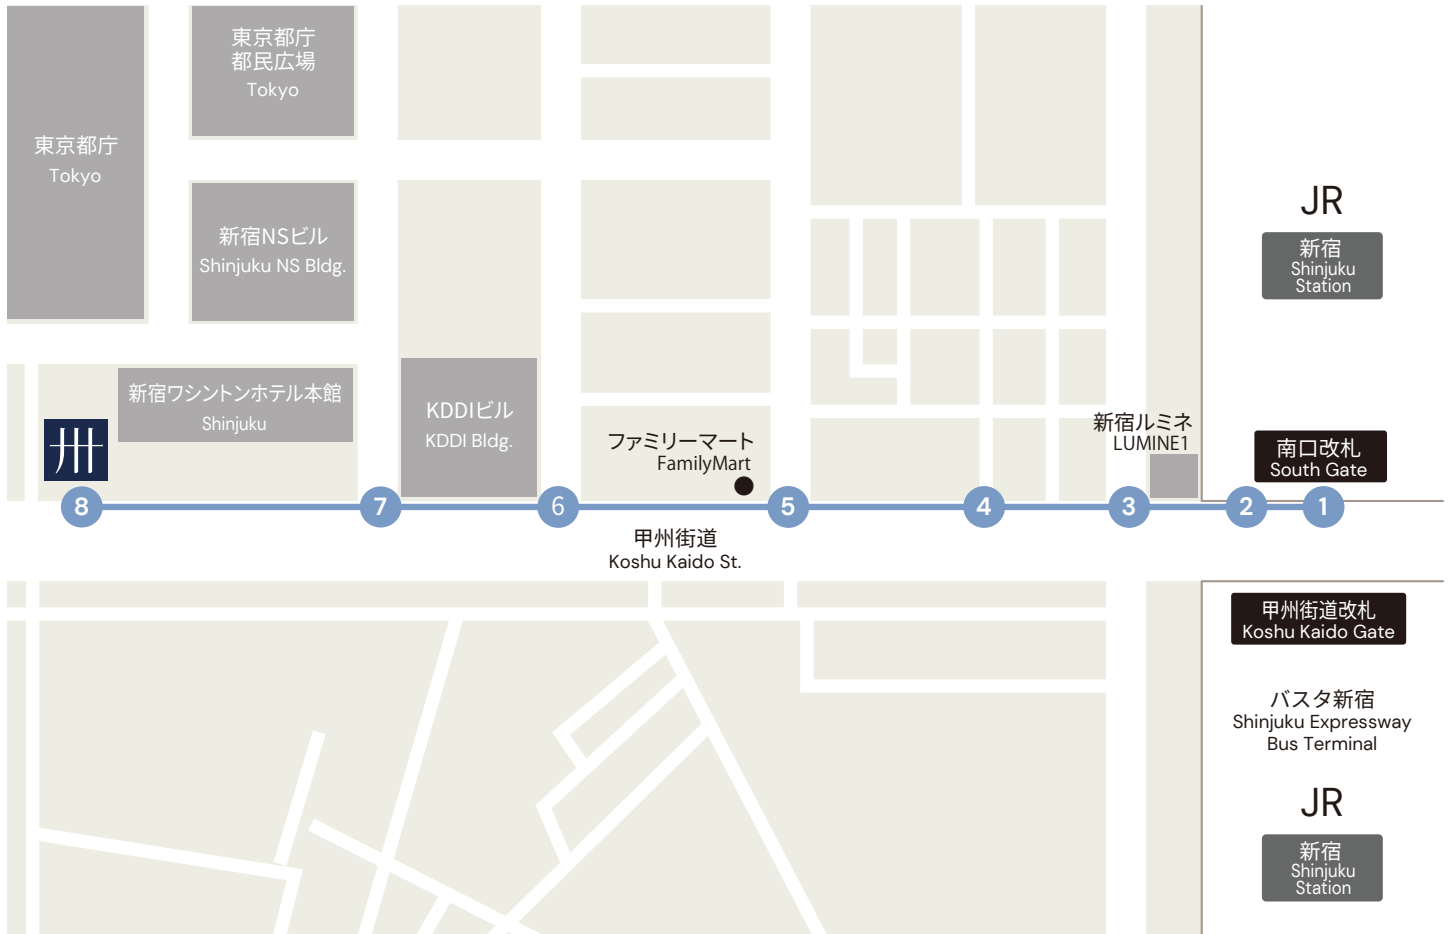 東京都庁
都民広場
Tokyo
東京都庁
Tokyo
新宿NSビル
Shinjuku NS Bldg.
新宿ワシントンホテル本館
Shinjuku
KDDIビル
KDDI Bldg.
ファミリーマート
FamilyMart
新宿ルミネ
LUMINE1
JR
新宿
Shinjuku
Station
南口改札
South Gate
8
7
6
5
4
3
2
1
甲州街道
Koshu Kaido St.
甲州街道改札
Koshu Kaido Gate
バスタ新宿
Shinjuku Expressway
Bus Terminal
JR
新宿
Shinjuku
Station